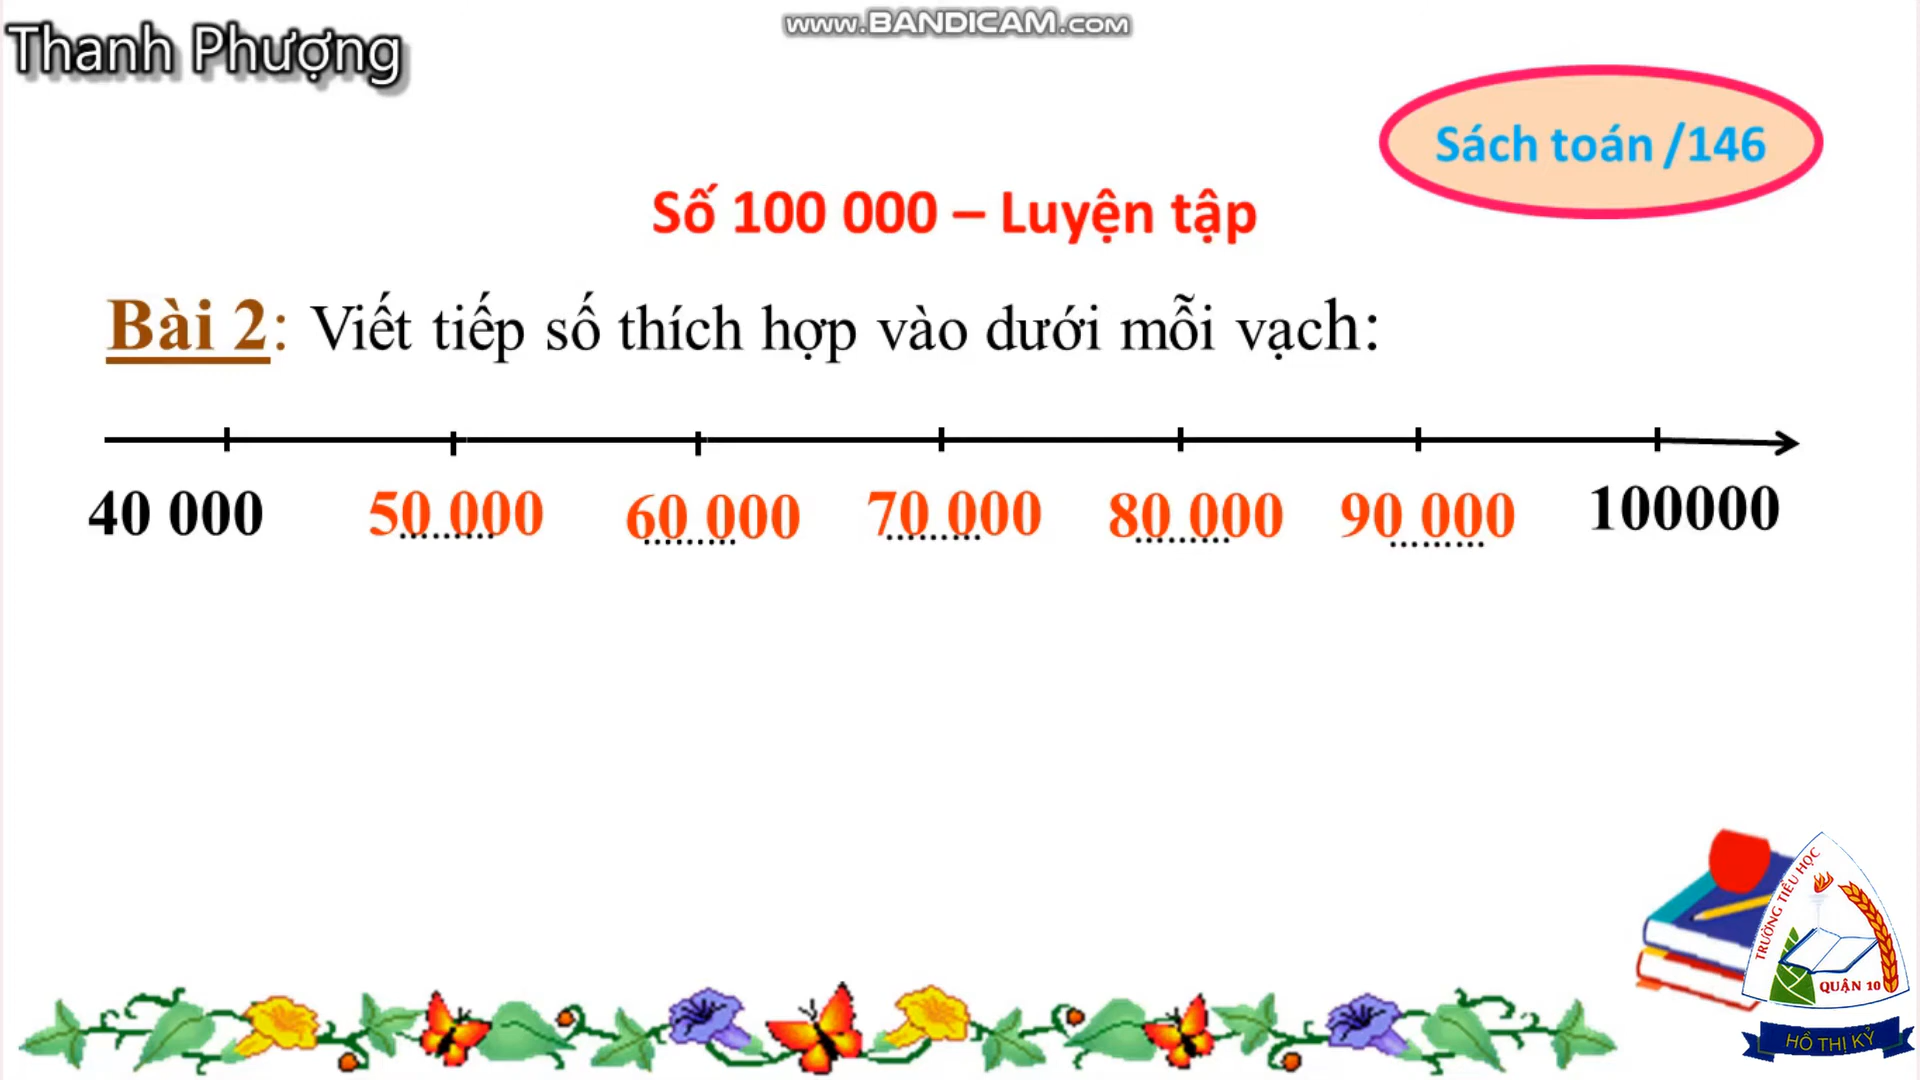 www.BANDICAM.com
Thanh Phượng
Sách toán /146
Số 100 000 – Luyện tập
Bài 2: Viết tiếp số thích hợp vào dưới mỗi vạch:
40 000 50 000 60 000 70 000 80 000 90 000 100000
TRƯỜNG TIỂU HỌC
QUẬN 10
HỒ THỊ KỶ